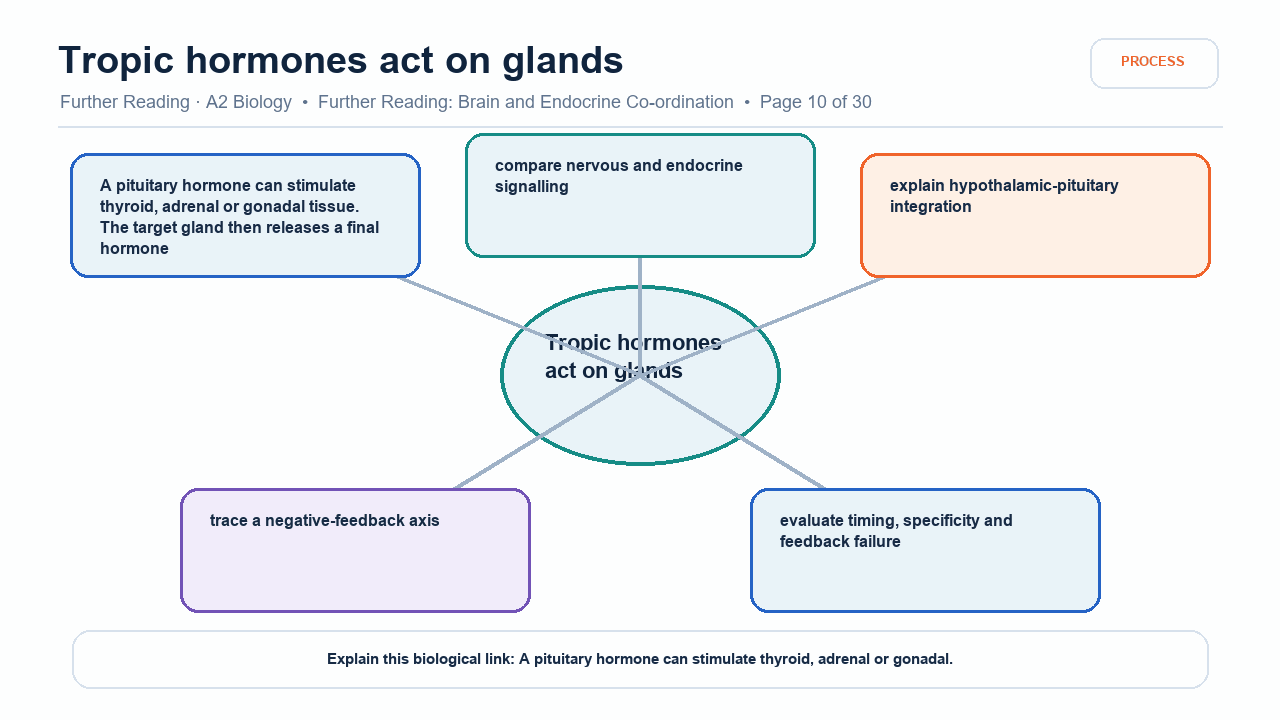 Tropic hormones act on glands
PROCESS
Further Reading · A2 Biology • Further Reading: Brain and Endocrine Co-ordination • Page 10 of 30
A pituitary hormone can stimulate
thyroid, adrenal or gonadal tissue.
The target gland then releases a final
hormone
compare nervous and endocrine
signalling
explain hypothalamic-pituitary
integration
Tropic hormones
act on glands
trace a negative-feedback axis
evaluate timing, specificity and
feedback failure
Explain this biological link: A pituitary hormone can stimulate thyroid, adrenal or gonadal.